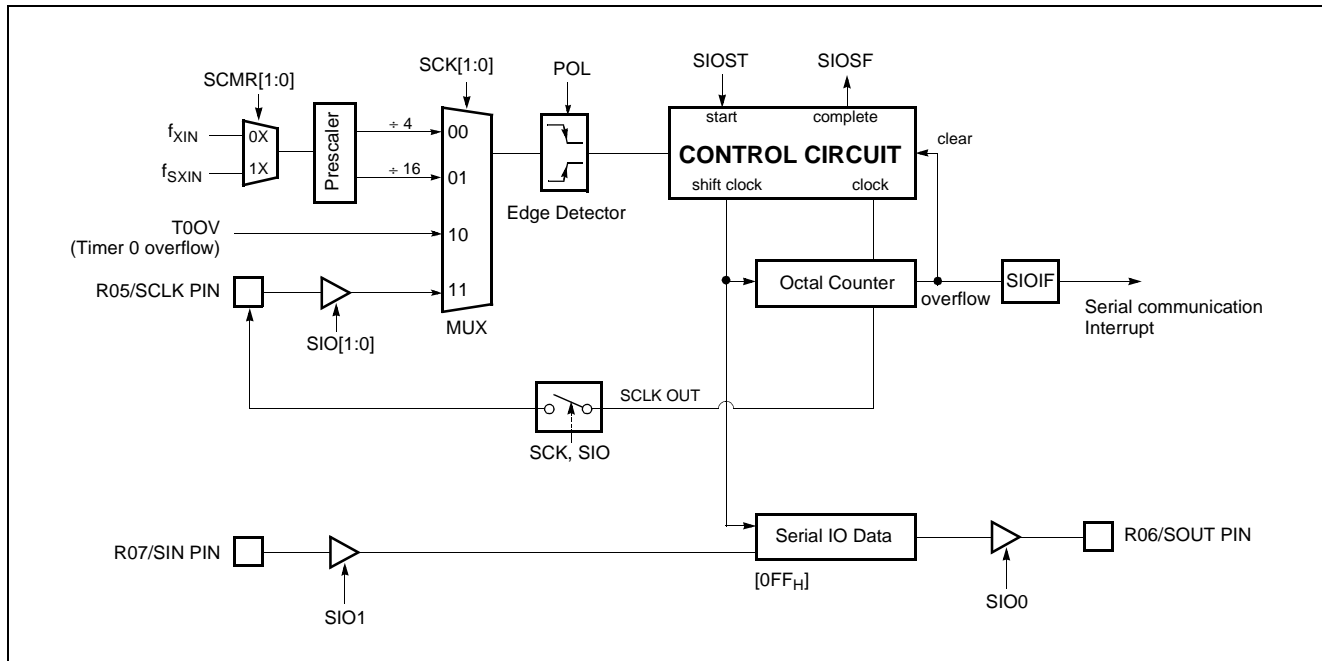 SCK[1:0]
POL
SIOST
SIOSF
SCMR[1:0]
start
complete
fXIN
0X
÷ 4
00
clear
CONTROL CIRCUIT
Prescaler
fSXIN
1X
÷ 16
01
shift clock
clock
Edge Detector
T0OV
(Timer 0 overflow)
10
R05/SCLK PIN
11
Octal Counter
overflow
SIOIF
Serial communication
Interrupt
MUX
SIO[1:0]
SCLK OUT
SCK, SIO
R07/SIN PIN
Serial IO Data
R06/SOUT PIN
[0FFH]
SIO1
SIO0